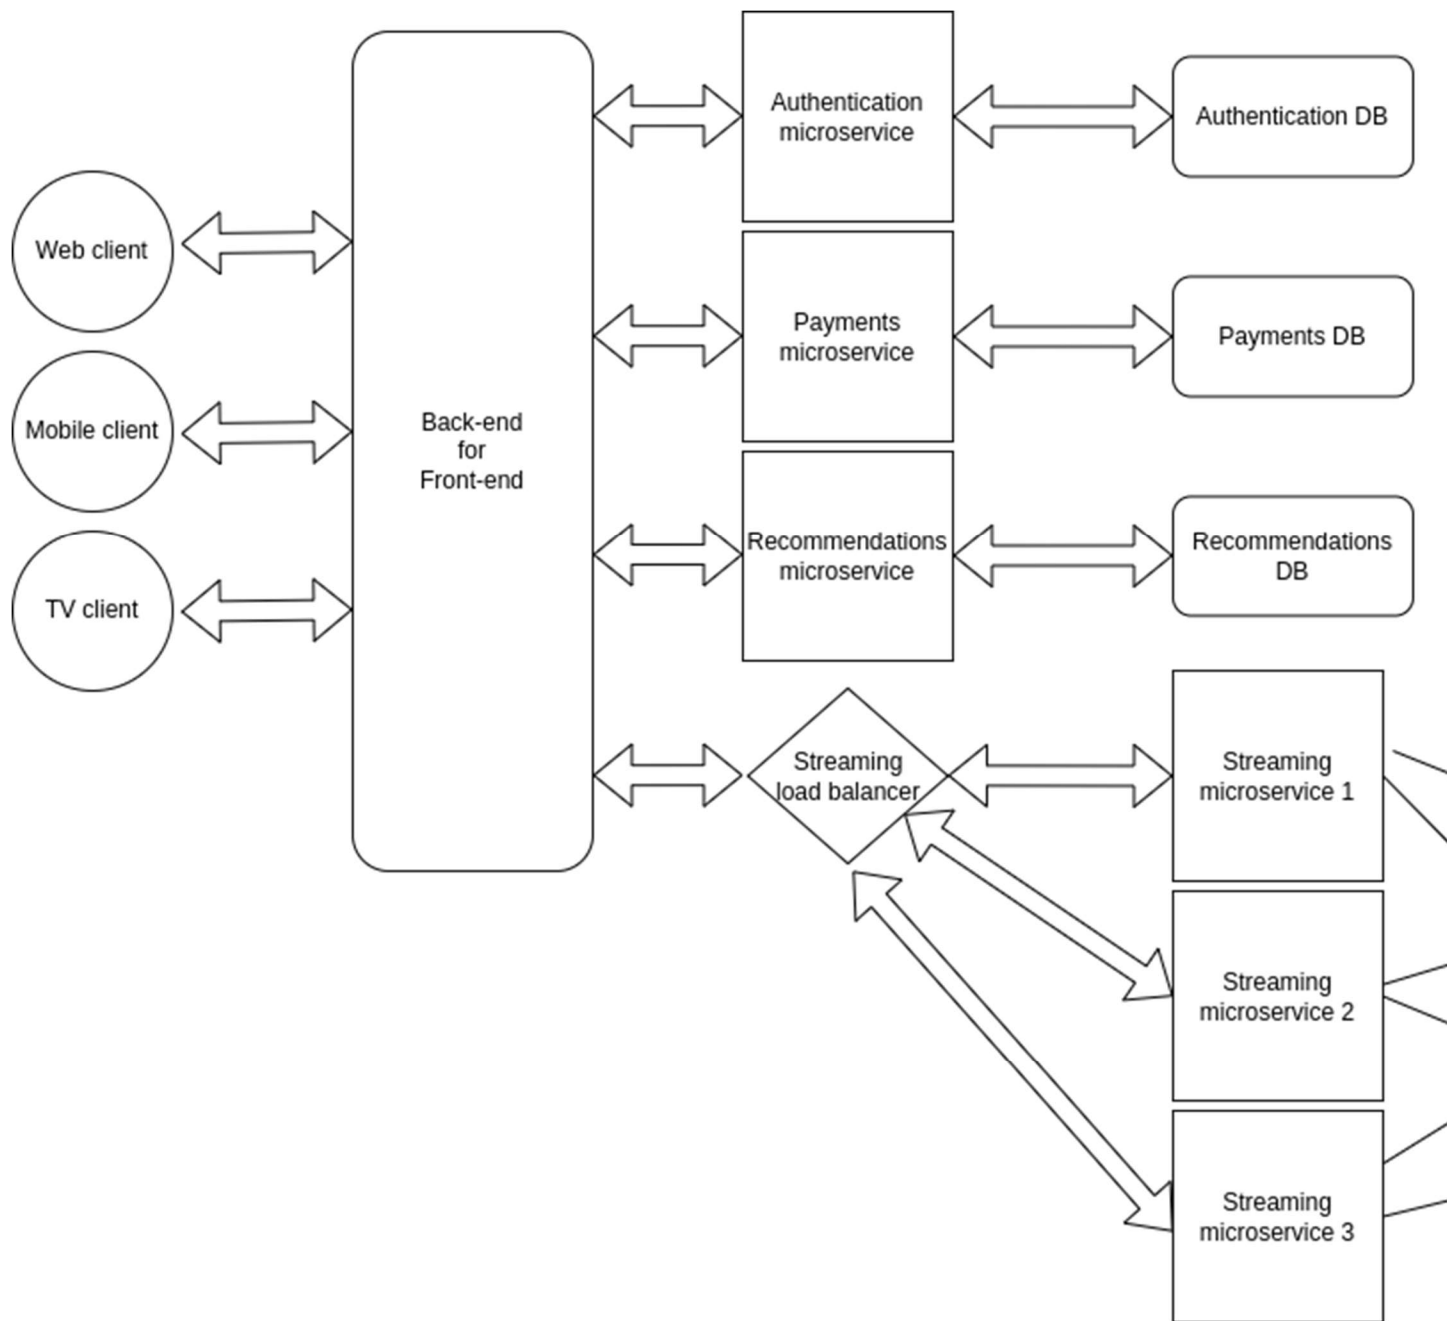 Web client
Mobile client
TV client
Back-end
for
Front-end
Authentication
microservice
Authentication DB
Payments
microservice
Payments DB
Recommendations
microservice
Recommendations
DB
Streaming
load balancer
Streaming
microservice 1
Streaming
microservice 2
Streaming
microservice 3